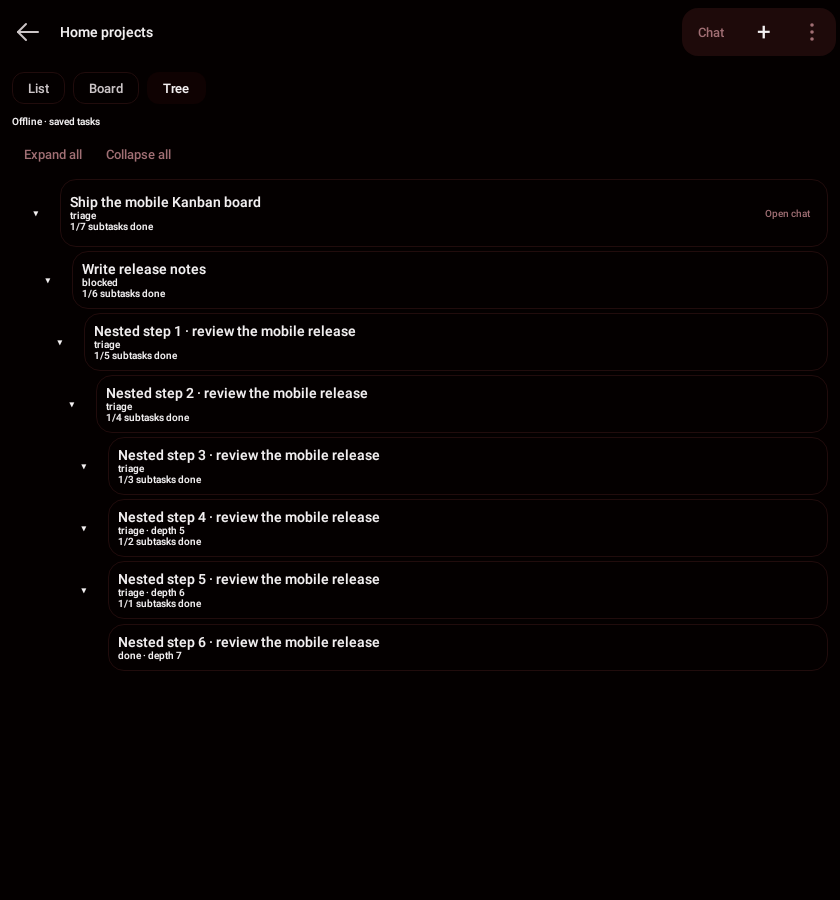 Home projects
Chat +
List Board Tree
Offline · saved tasks
Expand all Collapse all
Ship the mobile Kanban board
triage
1/7 subtasks done
Open chat
Write release notes
blocked
1/6 subtasks done
Nested step 1 · review the mobile release
triage
1/5 subtasks done
Nested step 2 · review the mobile release
triage
1/4 subtasks done
Nested step 3 · review the mobile release
triage
1/3 subtasks done
Nested step 4 · review the mobile release
triage · depth 5
1/2 subtasks done
Nested step 5 · review the mobile release
triage · depth 6
1/1 subtasks done
Nested step 6 · review the mobile release
done · depth 7